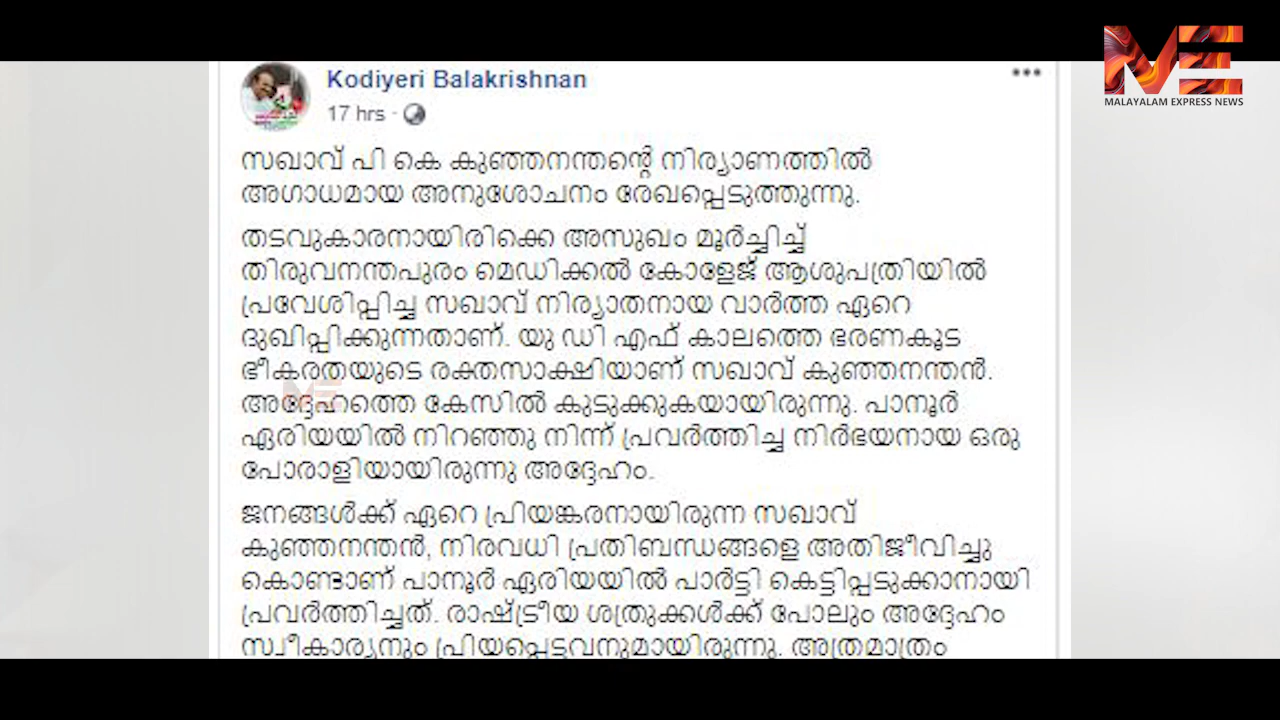 Kodiyeri Balakrishnan
17 hrs ·
ME
MALAYALAM EXPRESS NEWS
സഖാവ് പി കെ കുഞ്ഞനന്തന്റെ നിര്യാണത്തിൽ
അഗാധമായ അനുശോചനം രേഖപ്പെടുത്തുന്നു.
തടവുകാരനായിരിക്കെ അസുഖം മൂർച്ഛിച്ച്
തിരുവനന്തപുരം മെഡിക്കൽ കോളേജ് ആശുപത്രിയിൽ
പ്രവേശിപ്പിച്ച സഖാവ് നിര്യാതനായ വാർത്ത ഏറെ
ദുഖിപ്പിക്കുന്നതാണ്. യു ഡി എഫ് കാലത്തെ ഭരണകൂട
ഭീകരതയുടെ രക്തസാക്ഷിയാണ് സഖാവ് കുഞ്ഞനന്തൻ.
അദ്ദേഹത്തെ കേസിൽ കുടുക്കുകയായിരുന്നു. പാനൂർ
ഏരിയയിൽ നിറഞ്ഞു നിന്ന് പ്രവർത്തിച്ച നിർഭയനായ ഒരു
പോരാളിയായിരുന്നു അദ്ദേഹം.
ജനങ്ങൾക്ക് ഏറെ പ്രിയങ്കരനായിരുന്ന സഖാവ്
കുഞ്ഞനന്തൻ, നിരവധി പ്രതിബന്ധങ്ങളെ അതിജീവിച്ചു
കൊണ്ടാണ് പാനൂർ ഏരിയയിൽ പാർട്ടി കെട്ടിപ്പടുക്കാനായി
പ്രവർത്തിച്ചത്. രാഷ്ട്രീയ ശത്രുക്കൾക്ക് പോലും അദ്ദേഹം
സ്വീകാര്യനും പ്രിയപ്പെട്ടവനുമായിരുന്നു. അത്രമാത്രം